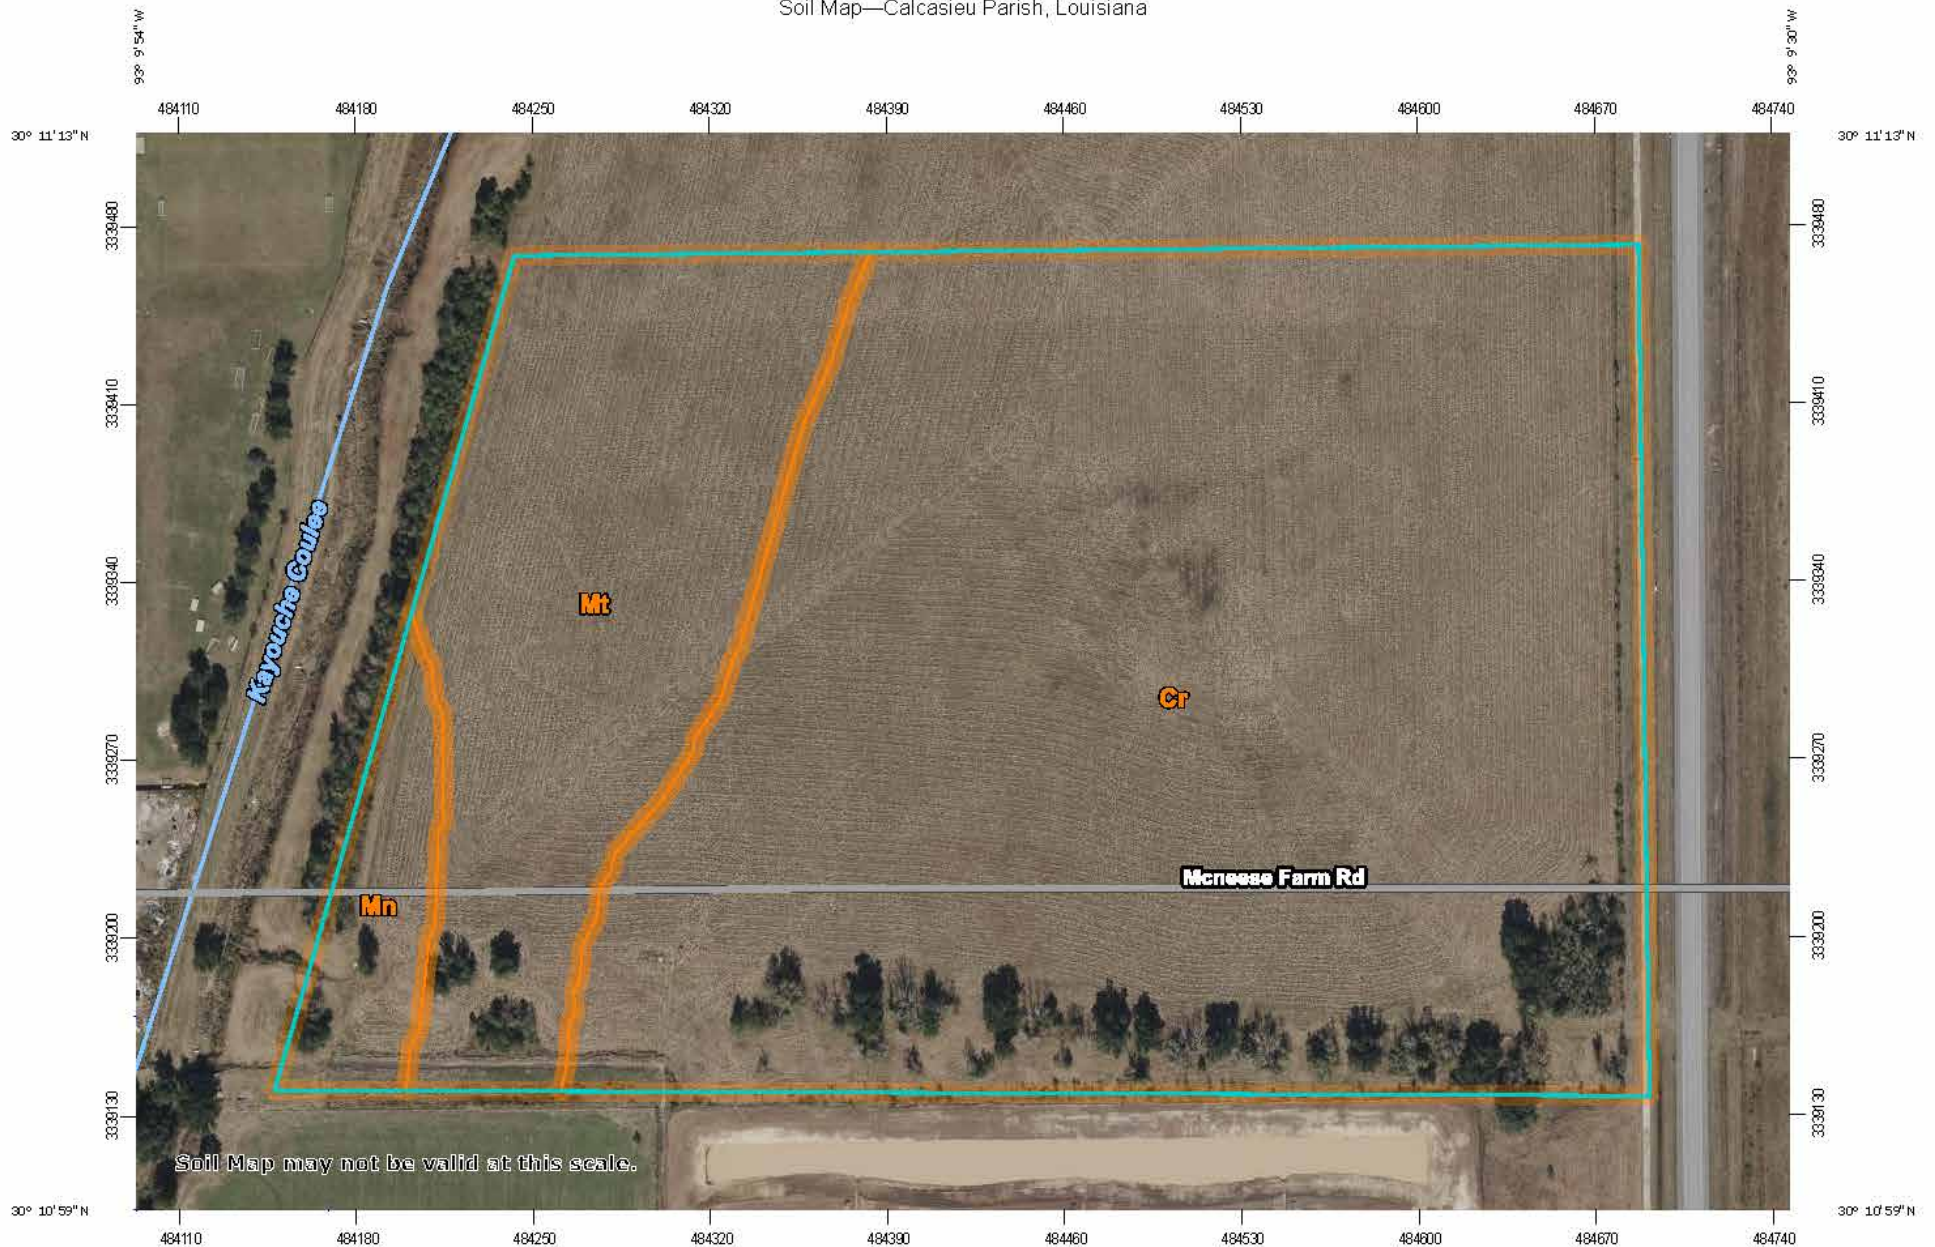 Soil Map—Calcasieu Parish, Louisiana
93° 9' 54" W
93° 9' 30" W
484110 484180 484250 484320 484390 484460 484530 484600 484670 484740
30° 11' 13" N
30° 11' 13" N
3339480
3339480
3339410
3339410
3339340
3339340
3339270
3339270
3339200
3339200
3339130
3339130
Kayouche Coulee
Mt
Cr
Mcneese Farm Rd
Mn
Soil Map may not be valid at this scale.
30° 10' 59" N
30° 10' 59" N
484110 484180 484250 484320 484390 484460 484530 484600 484670 484740